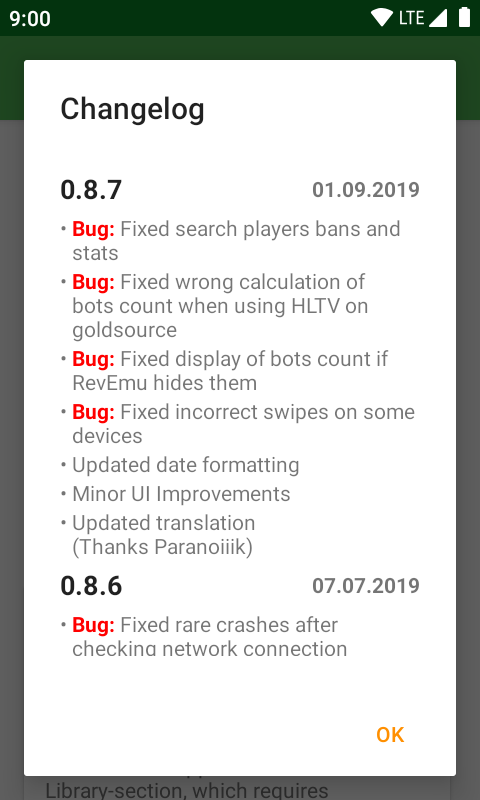 9:00 LTE
Changelog
0.8.7 01.09.2019
• Bug: Fixed search players bans and
stats
• Bug: Fixed wrong calculation of
bots count when using HLTV on
goldsource
• Bug: Fixed display of bots count if
RevEmu hides them
• Bug: Fixed incorrect swipes on some
devices
• Updated date formatting
• Minor UI Improvements
• Updated translation
(Thanks Paranoiiik)
0.8.6 07.07.2019
• Bug: Fixed rare crashes after
checking network connection
OK
Library-section, which requires